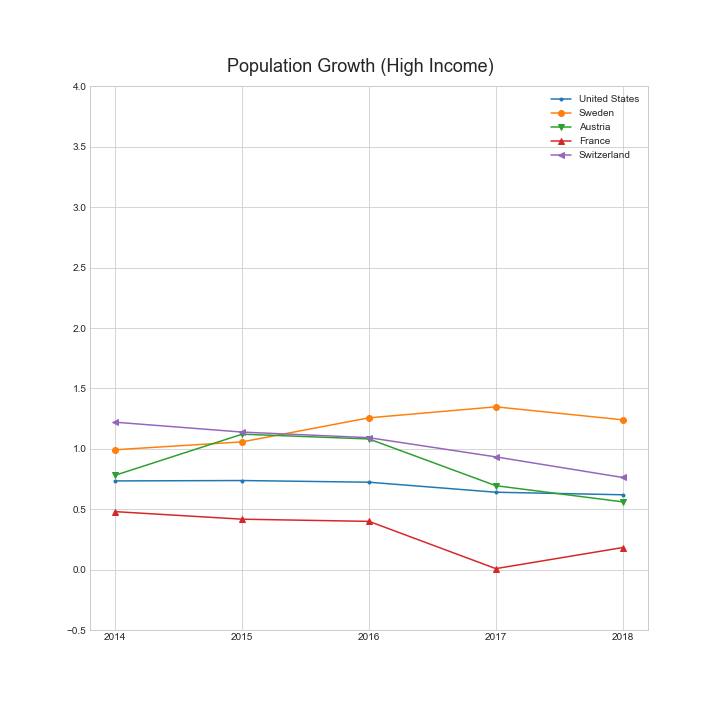 Population Growth (High Income)
4.0
3.5
3.0
2.5
2.0
1.5
1.0
0.5
0.0
−0.5
2014
2015
2016
2017
2018
United States
Sweden
Austria
France
Switzerland